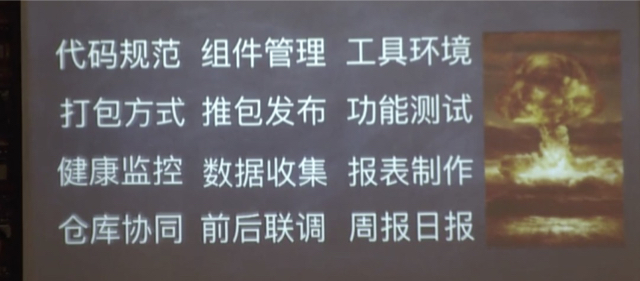 代码规范 组件管理 工具环境
打包方式 推包发布 功能测试
健康监控 数据收集 报表制作
仓库协同 前后联调 周报日报